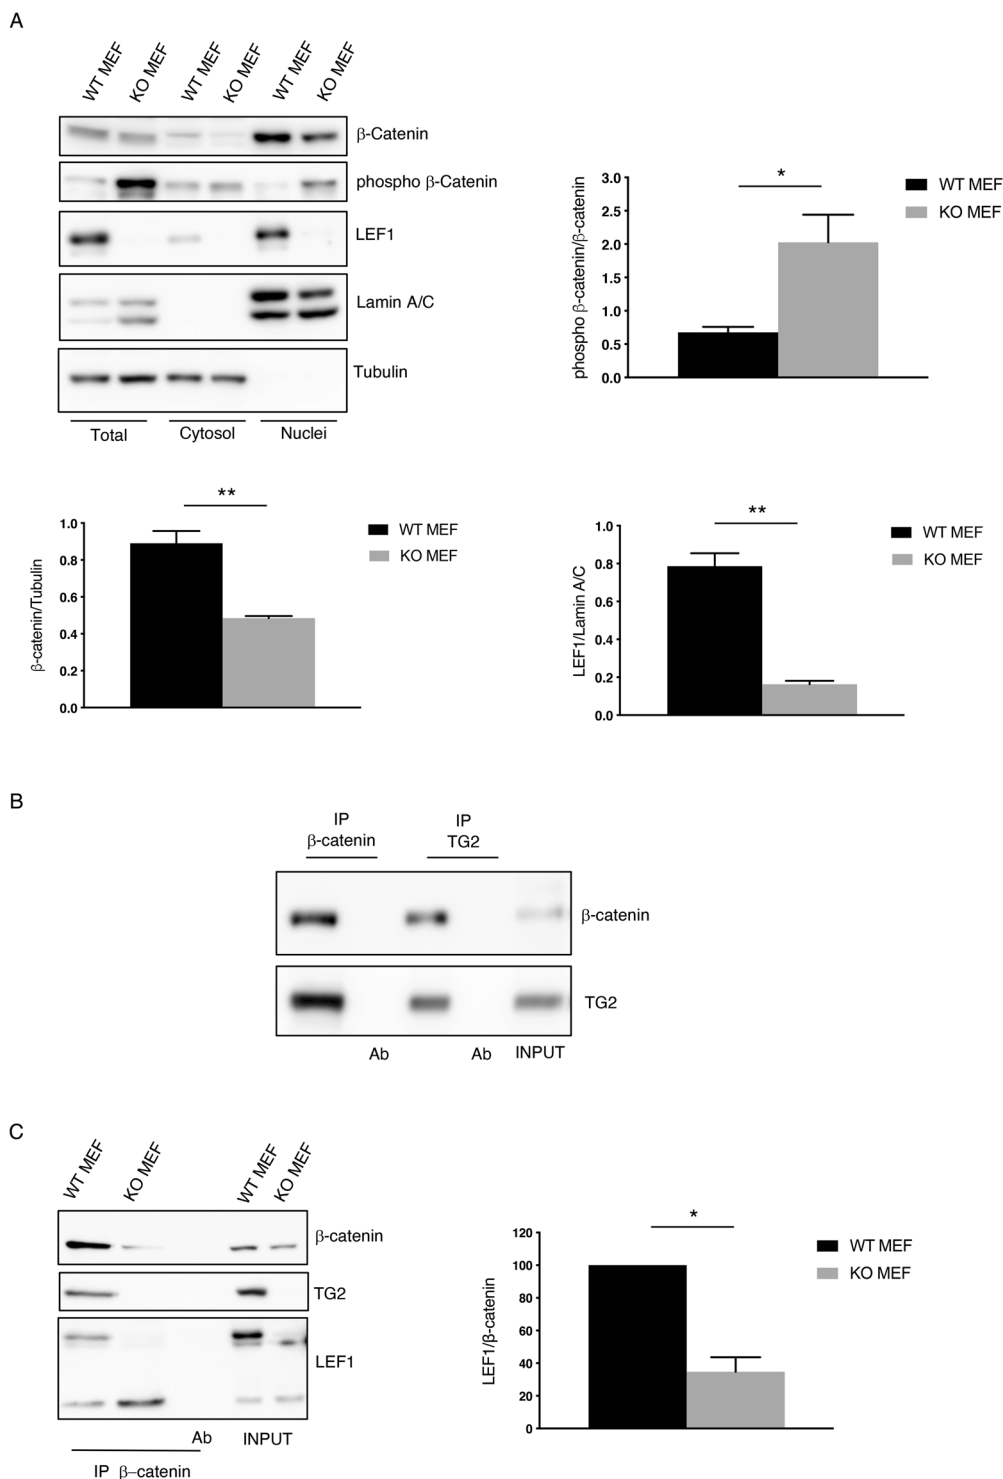 A
WT MEF
KO MEF
WT MEF
KO MEF
WT MEF
KO MEF
β-Catenin
phospho β-Catenin
LEF1
Lamin A/C
Tubulin
Total
Cytosol
Nuclei
phospho β-catenin/β-catenin
3.0
2.5
2.0
1.5
1.0
0.5
0.0
*
WT MEF
KO MEF
β-catenin/Tubulin
1.0
0.8
0.6
0.4
0.2
0.0
**
WT MEF
KO MEF
LEF1/Lamin A/C
1.0
0.8
0.6
0.4
0.2
0.0
**
WT MEF
KO MEF
B
IP
β-catenin
IP
TG2
β-catenin
TG2
Ab
Ab
INPUT
C
WT MEF
KO MEF
WT MEF
KO MEF
β-catenin
TG2
LEF1
Ab
INPUT
IP β–catenin
LEF1/β-catenin
120
100
80
60
40
20
0
*
WT MEF
KO MEF